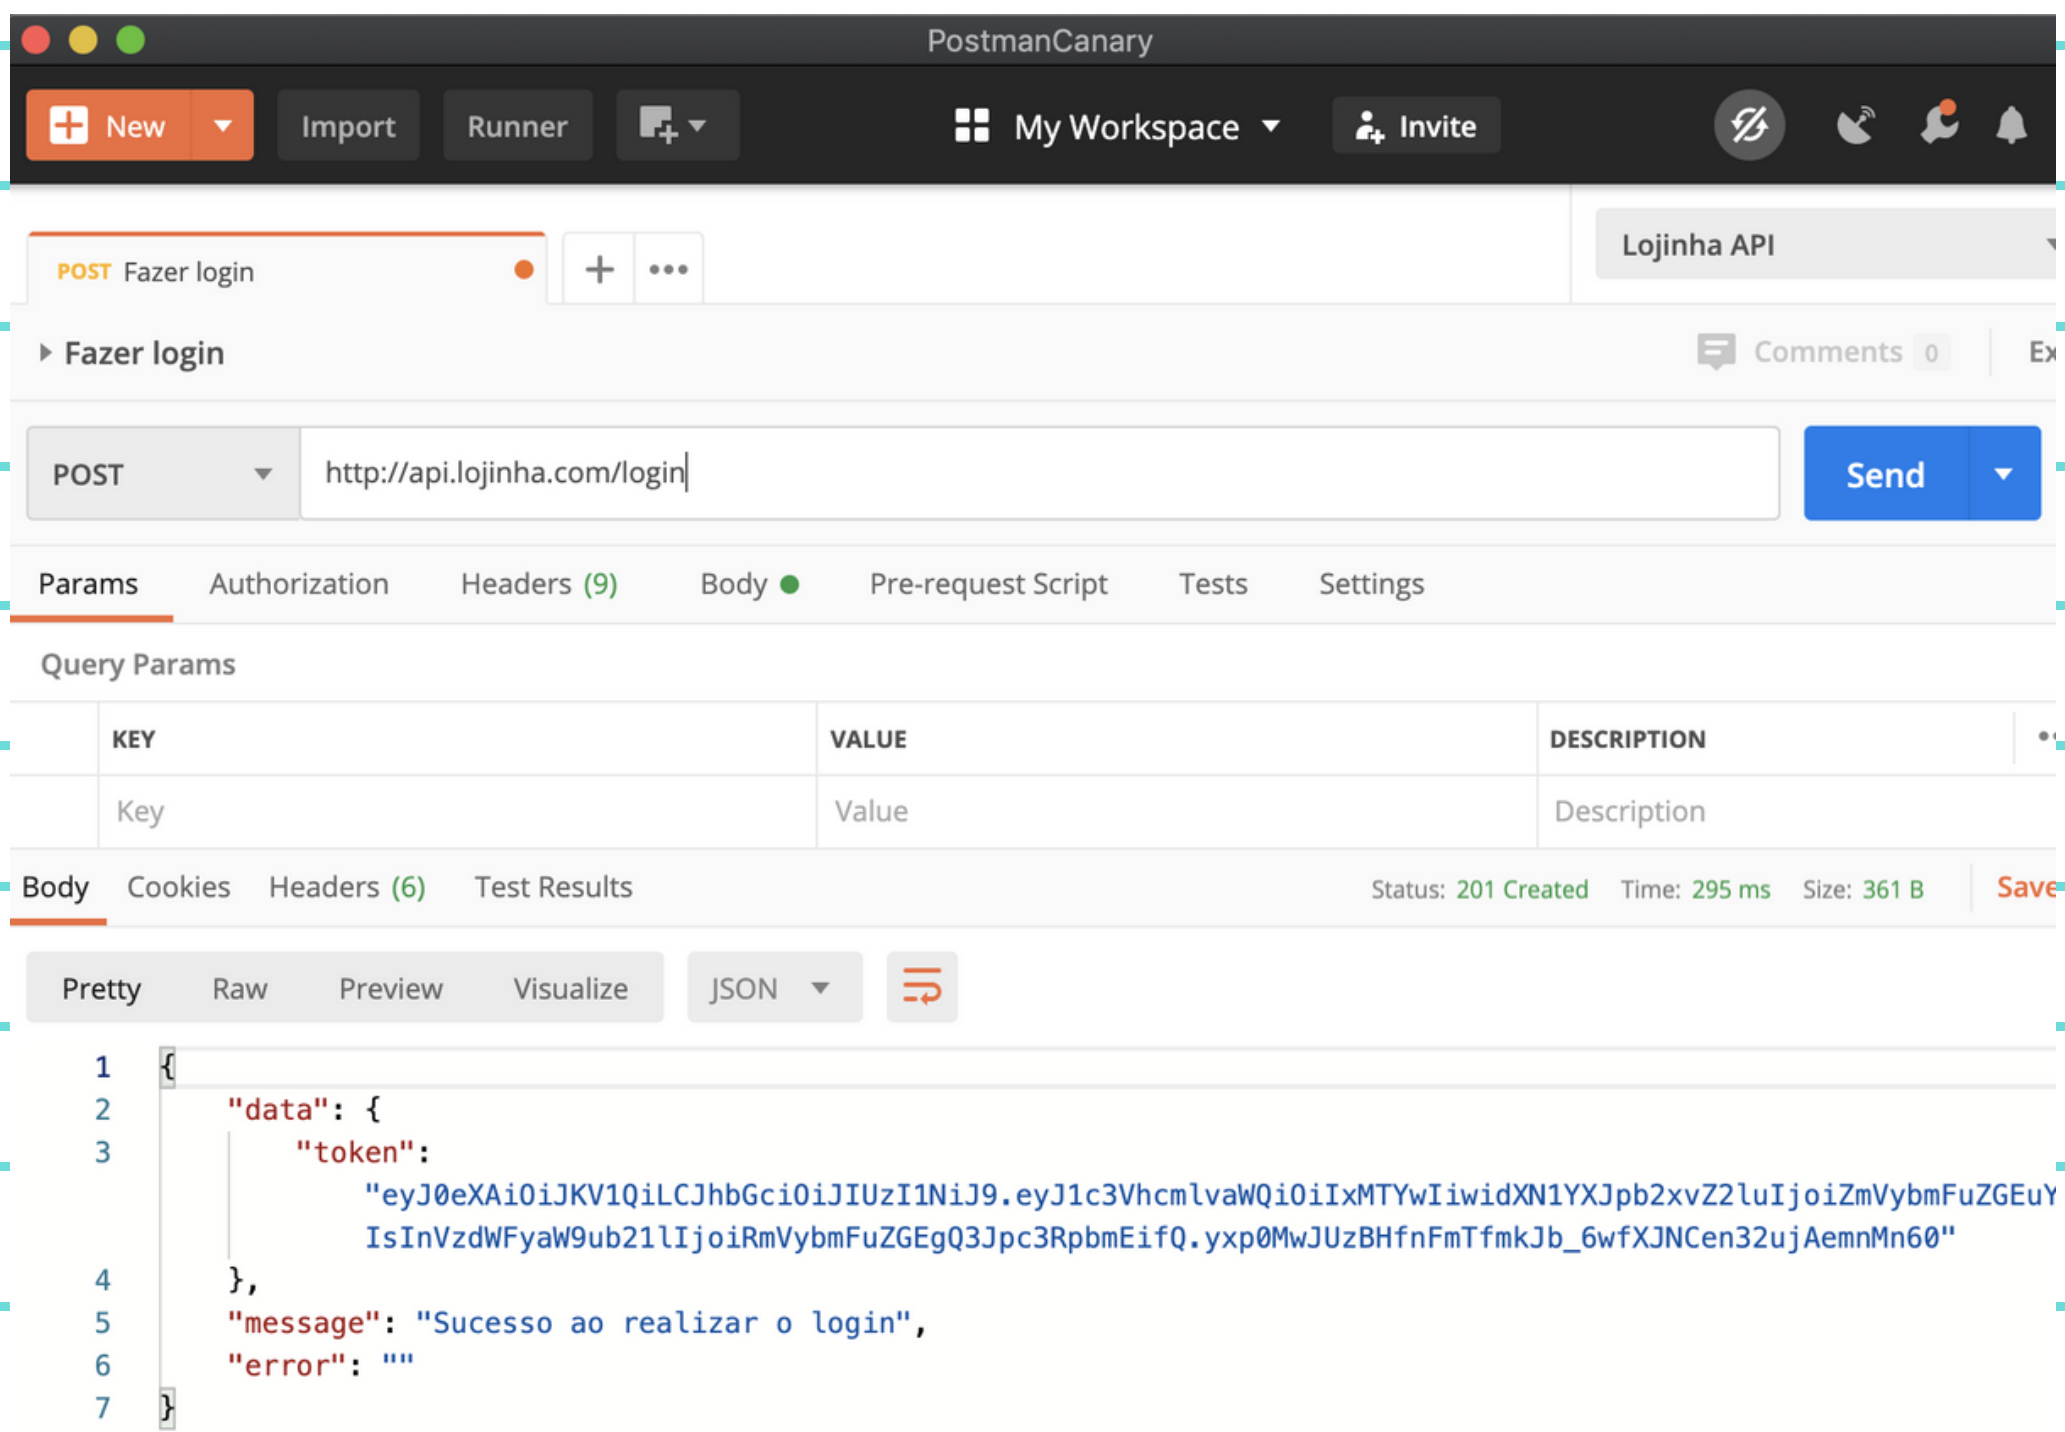 PostmanCanary
New Import Runner My Workspace Invite
Lojinha API
POST Fazer login
Fazer login Comments 0 Ex
POST http://api.lojinha.com/login Send
Params Authorization Headers (9) Body Pre-request Script Tests Settings
Query Params
KEY VALUE DESCRIPTION
Key Value Description
Body Cookies Headers (6) Test Results Status: 201 Created Time: 295 ms Size: 361 B Save
Pretty Raw Preview Visualize JSON
1 {
2 "data": {
3 "token":
"eyJ0eXAiOiJKV1QiLCJhbGciOiJIUzI1NiJ9.eyJ1c3VhcmlvaWQiOiIxMTYwIiwidXN1YXJpb2xvZ2luIjoiZmVybmFuZGEuY
IsInVzdWFyaW9ub21lIjoiRmVybmFuZGEgQ3Jpc3RpbmEifQ.yxp0MwJUzBHfnFmTfmkJb_6wfXJNCen32ujAemnMn60"
4 },
5 "message": "Sucesso ao realizar o login",
6 "error": ""
7 }